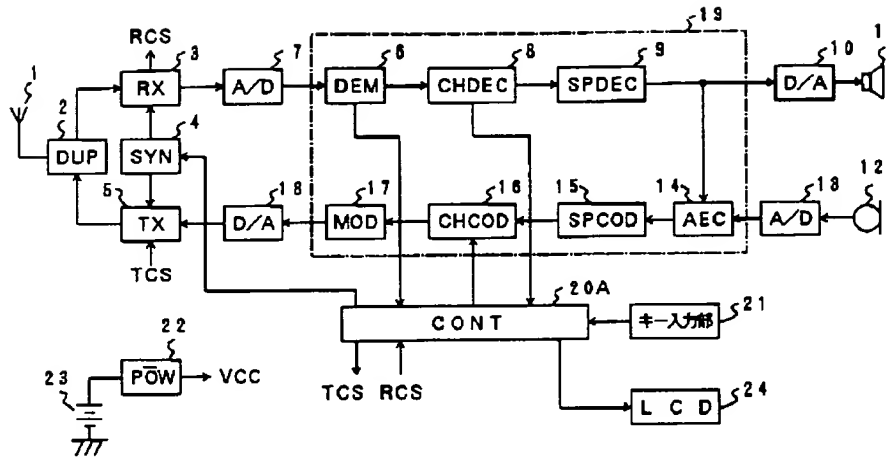 19
RCS
1
3
7
6
8
9
10
1
RX
A/D
DEM
CHDEC
SPDEC
D/A
2
4
DUP
SYN
5
18
17
16
15
14
13
12
TX
D/A
MOD
CHCOD
SPCOD
AEC
A/D
TCS
20A
CONT
21
キー入力部
22
23
POW
VCC
TCS
RCS
24
LCD